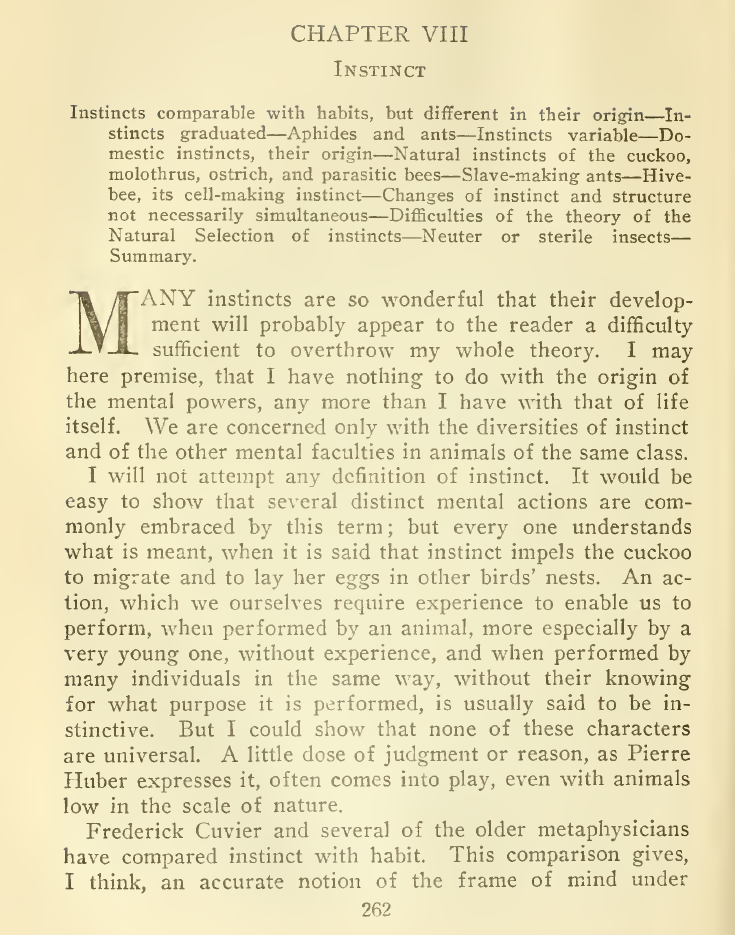 CHAPTER VIII
INSTINCT
Instincts comparable with habits, but different in their origin—In-
stincts graduated—Aphides and ants—Instincts variable—Do-
mestic instincts, their origin—Natural instincts of the cuckoo,
molothrus, ostrich, and parasitic bees—Slave-making ants—Hive-
bee, its cell-making instinct—Changes of instinct and structure
not necessarily simultaneous—Difficulties of the theory of the
Natural Selection of instincts—Neuter or sterile insects—
Summary.
MANY instincts are so wonderful that their develop-
ment will probably appear to the reader a difficulty
sufficient to overthrow my whole theory. I may
here premise, that I have nothing to do with the origin of
the mental powers, any more than I have with that of life
itself. We are concerned only with the diversities of instinct
and of the other mental faculties in animals of the same class.
I will not attempt any definition of instinct. It would be
easy to show that several distinct mental actions are com-
monly embraced by this term; but every one understands
what is meant, when it is said that instinct impels the cuckoo
to migrate and to lay her eggs in other birds' nests. An ac-
tion, which we ourselves require experience to enable us to
perform, when performed by an animal, more especially by a
very young one, without experience, and when performed by
many individuals in the same way, without their knowing
for what purpose it is performed, is usually said to be in-
stinctive. But I could show that none of these characters
are universal. A little dose of judgment or reason, as Pierre
Huber expresses it, often comes into play, even with animals
low in the scale of nature.
Frederick Cuvier and several of the older metaphysicians
have compared instinct with habit. This comparison gives,
I think, an accurate notion of the frame of mind under
262